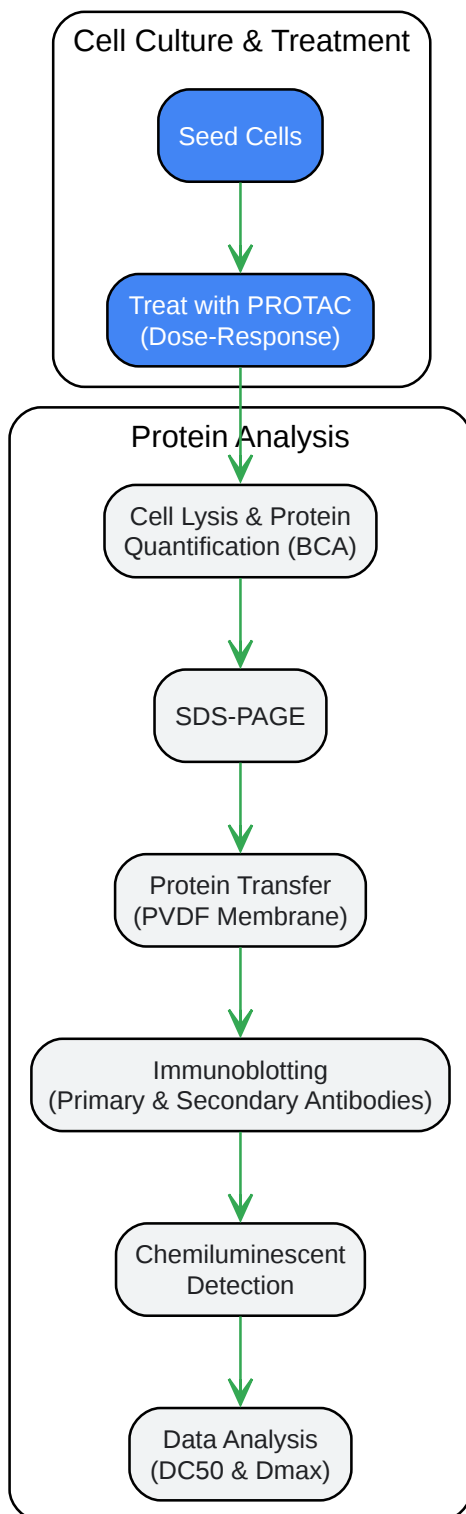 Cell Culture & Treatment
Seed Cells
Treat with PROTAC
(Dose-Response)
Protein Analysis
Cell Lysis & Protein
Quantification (BCA)
SDS-PAGE
Protein Transfer
(PVDF Membrane)
Immunoblotting
(Primary & Secondary Antibodies)
Chemiluminescent
Detection
Data Analysis
(DC50 & Dmax)